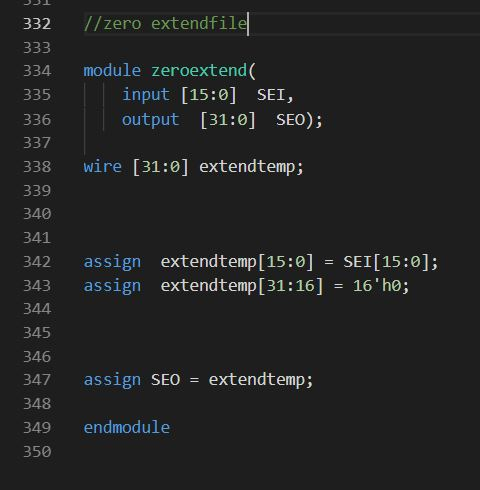 332 //zero extendfile
333
334 module zeroextend(
335 input [15:0] SEI,
336 output [31:0] SEO);
337
338 wire [31:0] extendtemp;
339
340
341
342 assign extendtemp[15:0] = SEI[15:0];
343 assign extendtemp[31:16] = 16'h0;
344
345
346
347 assign SEO = extendtemp;
348
349 endmodule
350